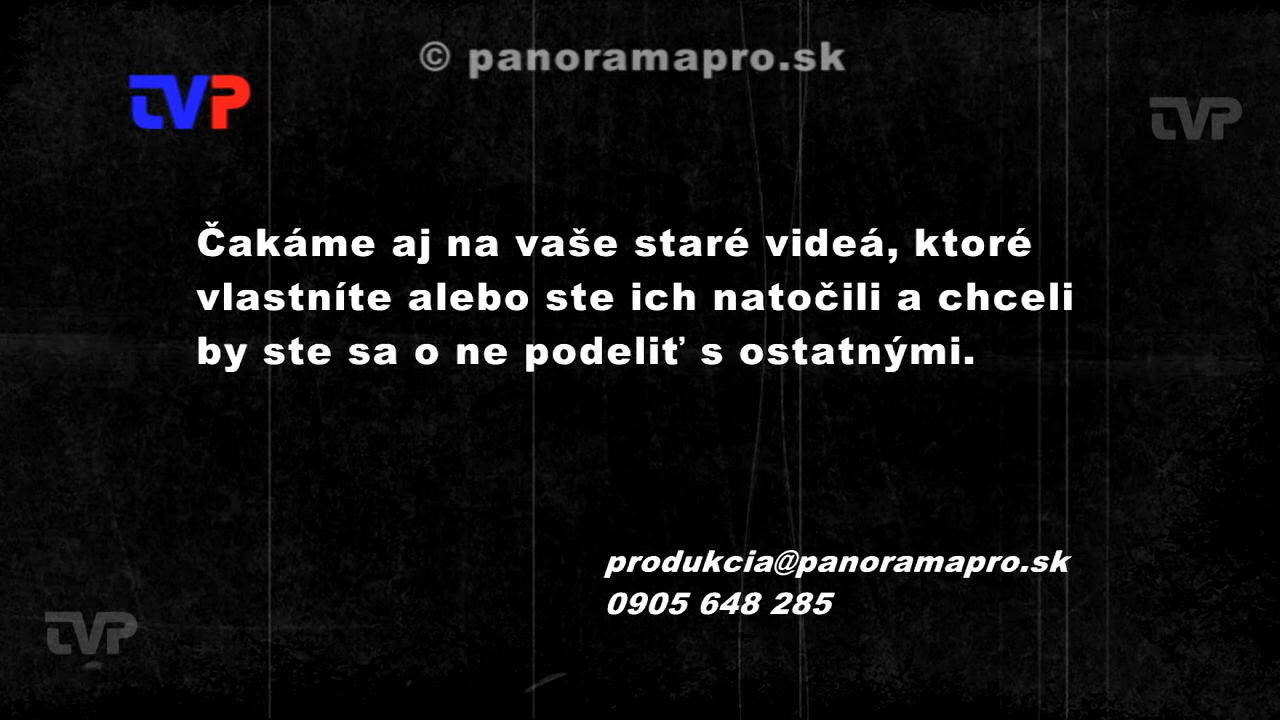 © panoramapro.sk
TVP
TVP
Čakáme aj na vaše staré videá, ktoré
vlastníte alebo ste ich natočili a chceli
by ste sa o ne podeliť s ostatnými.
produkcia@panoramapro.sk
0905 648 285
TVP